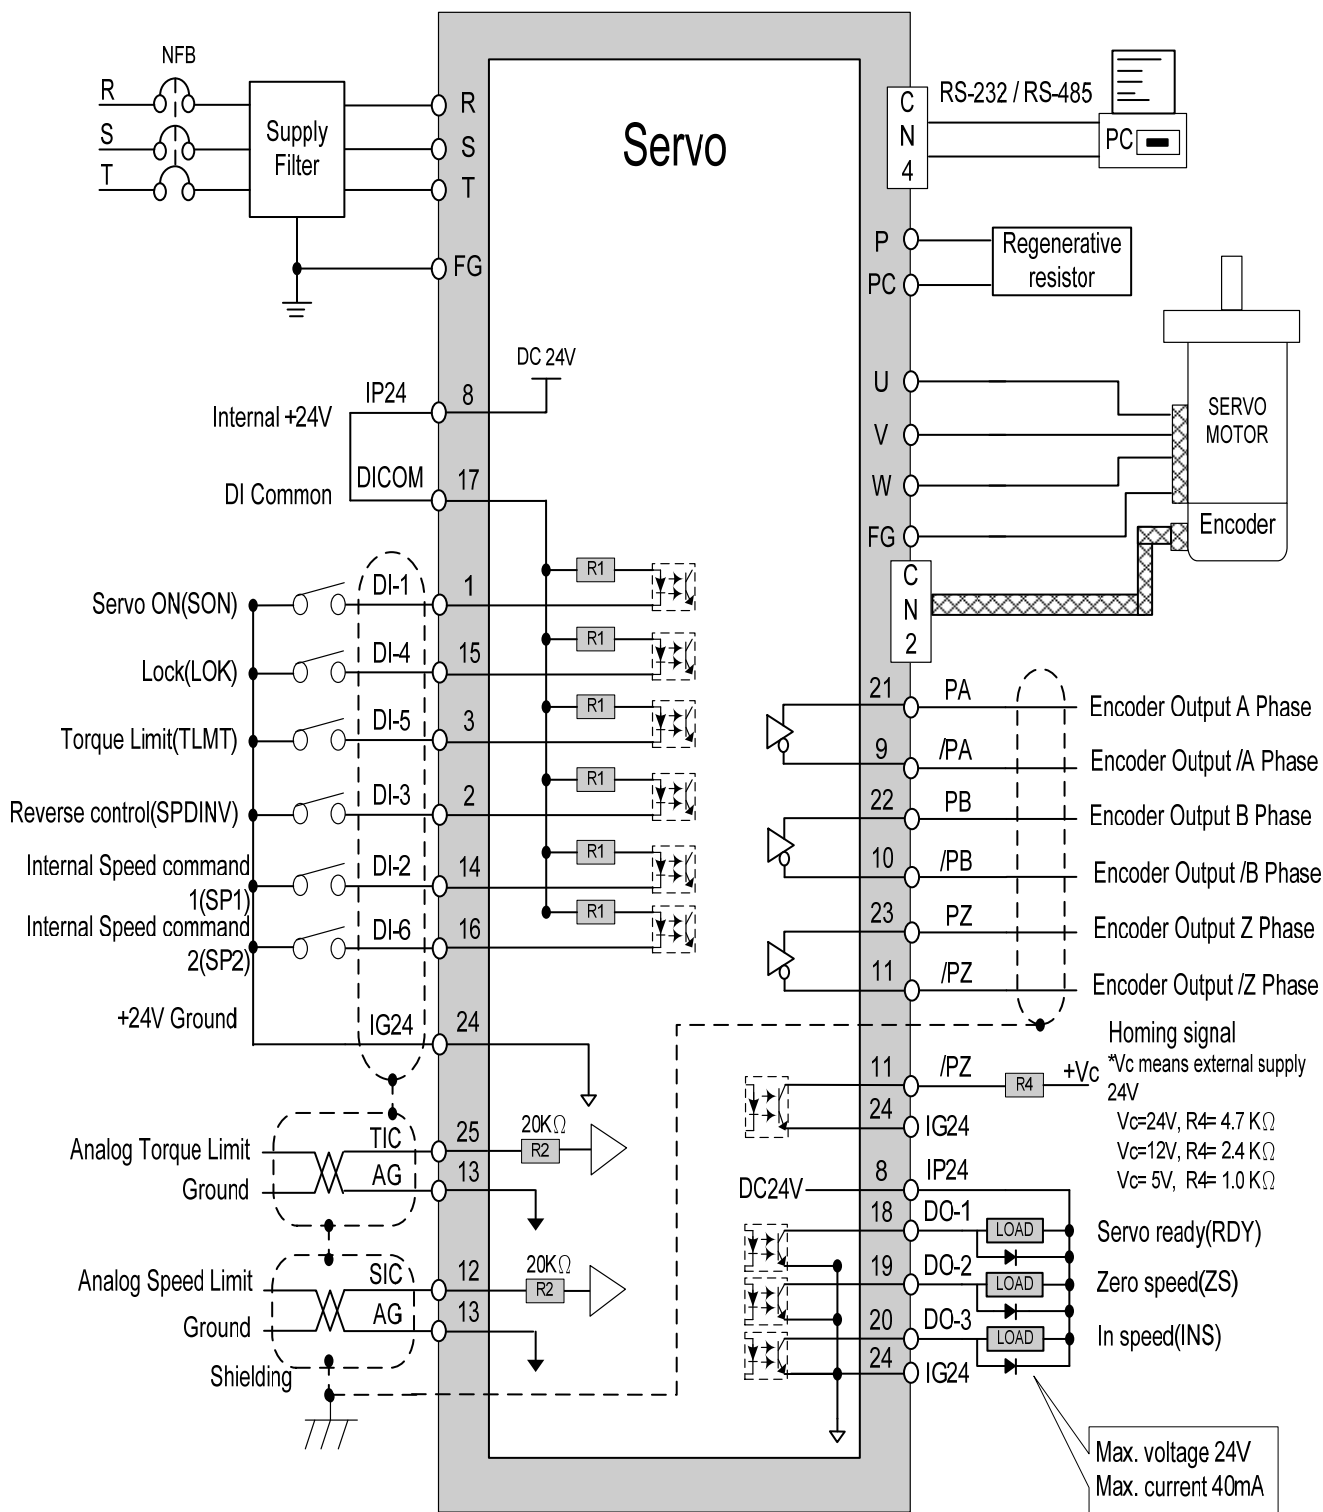 NFB
R
S
T
Supply
Filter
R
S
T
FG
Servo
C
N
4
RS-232 / RS-485
PC
P
PC
Regenerative
resistor
U
V
W
FG
SERVO
MOTOR
Encoder
C
N
2
DC 24V
Internal +24V
IP24
8
DI Common
DICOM
17
R1
Servo ON(SON)
DI-1
1
R1
Lock(LOK)
DI-4
15
R1
Torque Limit(TLMT)
DI-5
3
R1
Reverse control(SPDINV)
DI-3
2
R1
Internal Speed command
1(SP1)
DI-2
14
R1
Internal Speed command
2(SP2)
DI-6
16
+24V Ground
IG24
24
Analog Torque Limit
TIC
25
20KΩ
R2
Ground
AG
13
Analog Speed Limit
SIC
12
20KΩ
R2
Ground
AG
13
Shielding
21
PA
Encoder Output A Phase
9
/PA
Encoder Output /A Phase
22
PB
Encoder Output B Phase
10
/PB
Encoder Output /B Phase
23
PZ
Encoder Output Z Phase
11
/PZ
Encoder Output /Z Phase
Homing signal
*Vc means external supply
24V
Vc=24V, R4= 4.7 KΩ
Vc=12V, R4= 2.4 KΩ
Vc= 5V, R4= 1.0 KΩ
11
/PZ
R4
+Vc
24
IG24
DC24V
8
IP24
18
DO-1
LOAD
Servo ready(RDY)
19
DO-2
LOAD
Zero speed(ZS)
20
DO-3
LOAD
In speed(INS)
24
IG24
Max. voltage 24V
Max. current 40mA